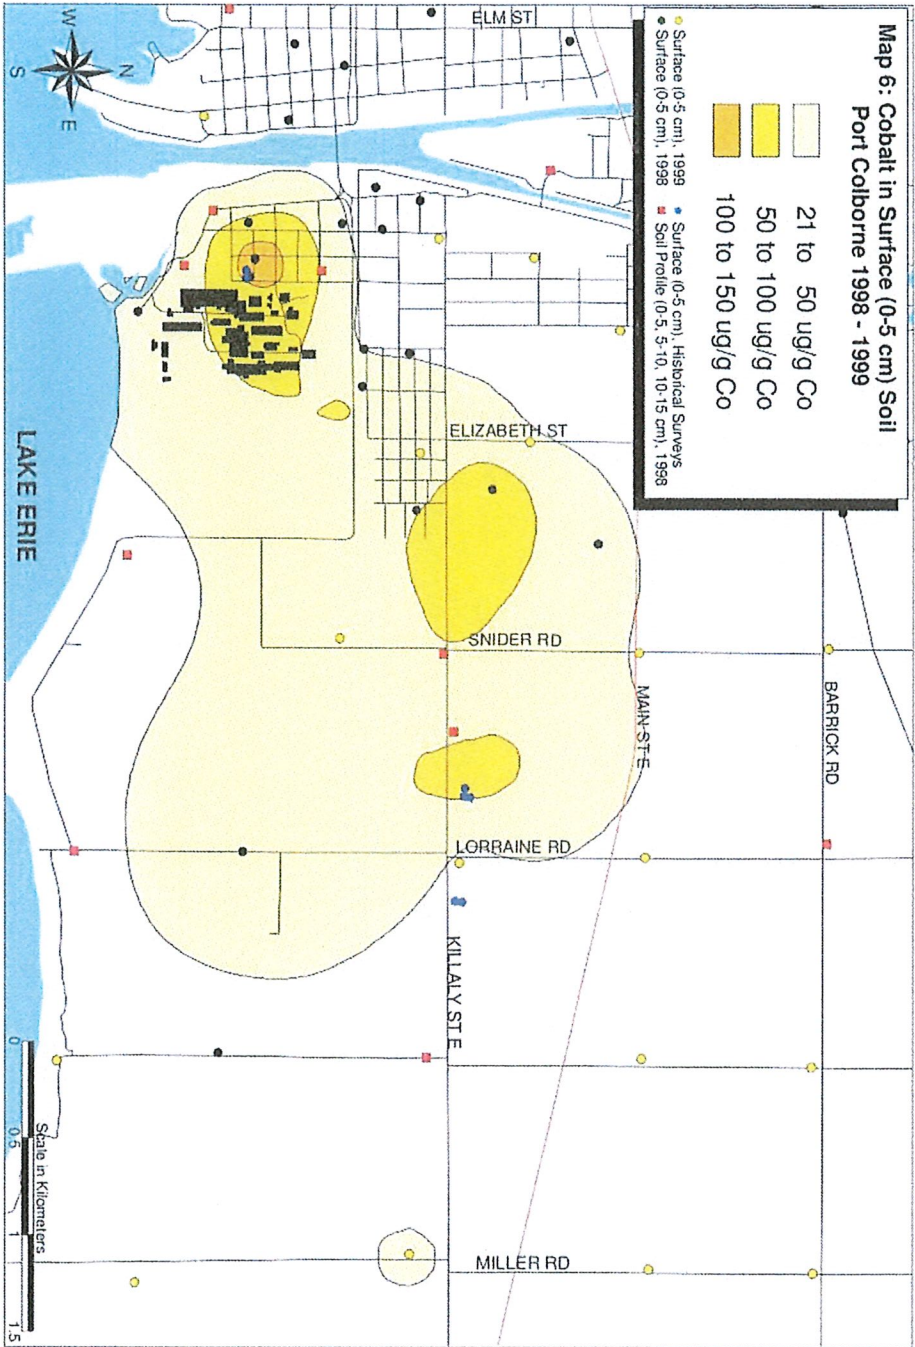 Map 6: Cobalt in Surface (0-5 cm) Soil
Port Colborne 1998 - 1999
21 to 50 ug/g Co
50 to 100 ug/g Co
100 to 150 ug/g Co
Surface (0-5 cm), 1999
Surface (0-5 cm), Historical Surveys
Surface (0-5 cm), 1998
Soil Profile (0-5, 5-10, 10-15 cm), 1998
ELM ST
ELIZABETH ST
SNIDER RD
MAIN ST E
BARRICK RD
LORRAINE RD
KILLALY ST E
MILLER RD
LAKE ERIE
N
W
E
S
Scale in Kilometers
0
0.5
1
1.5